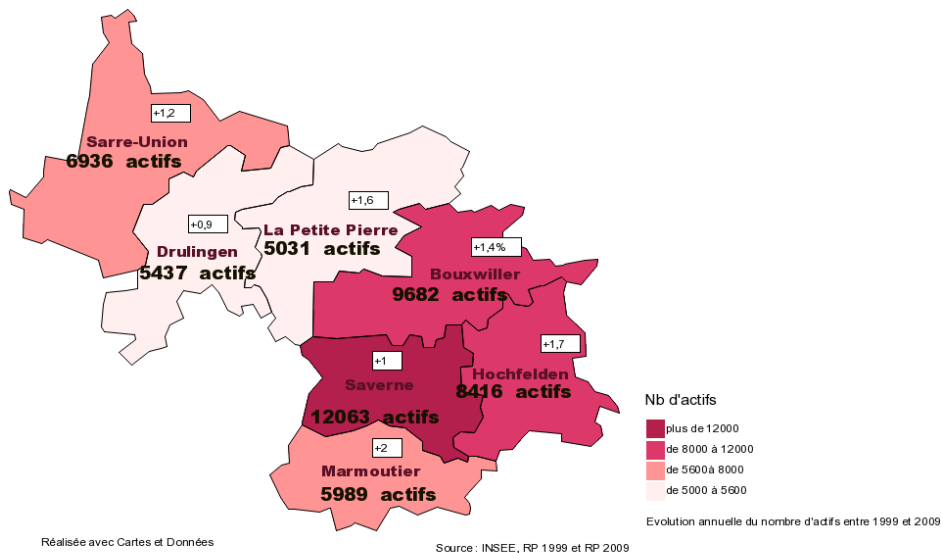 +1,2
Sarre-Union
6936 actifs
+0,9
Drulingen
5437 actifs
+1,6
La Petite Pierre
5031 actifs
+1,4%
Bouxwiller
9682 actifs
+1,7
Hochfelden
8416 actifs
+1
Saverne
12063 actifs
+2
Marmoutier
5989 actifs
Nb d'actifs
plus de 12000
de 8000 à 12000
de 5600à 8000
de 5000 à 5600
Evolution annuelle du nombre d'actifs entre 1999 et 2009
Réalisée avec Cartes et Données
Source : INSEE, RP 1999 et RP 2009